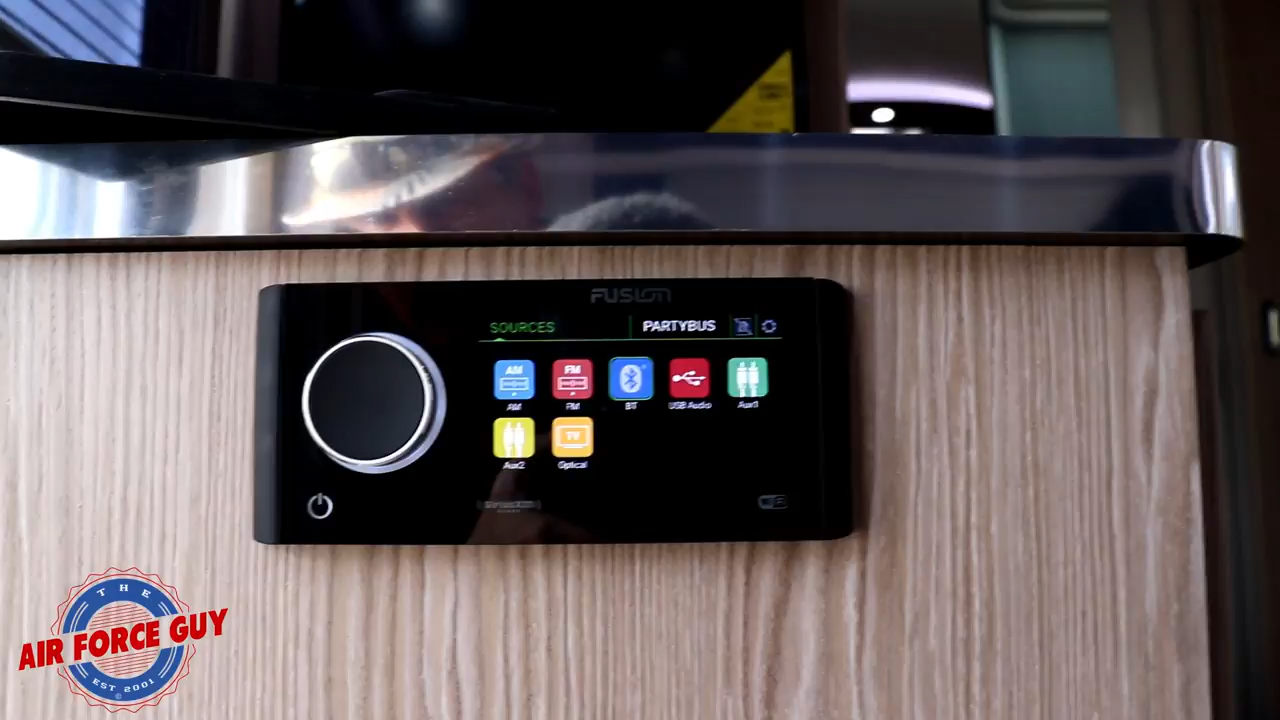 FUSION
SOURCES PARTYBUS
AM FM
AM FM BT USB Audio Aux1
TV
Aux2 Optical
SiriusXM
THE
AIR FORCE GUY
EST 2001